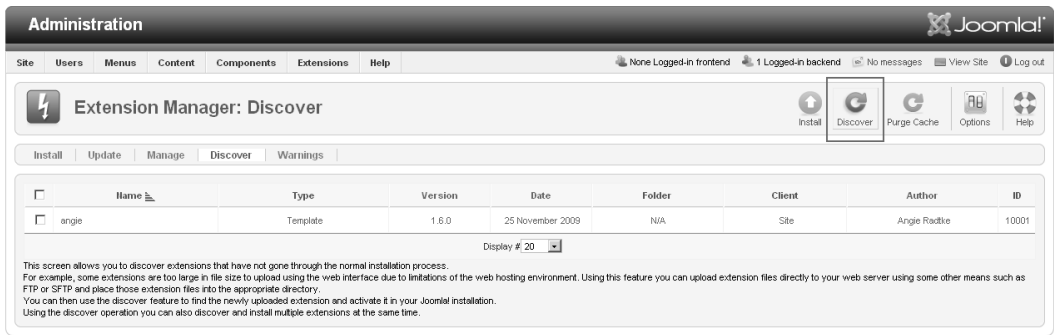 Administration
Joomla!
Site Users Menus Content Components Extensions Help None Logged-in frontend 1 Logged-in backend No messages View Site Log out
Extension Manager: Discover
Install Discover Purge Cache Options Help
Install Update Manage Discover Warnings
Name Type Version Date Folder Client Author ID
angie Template 1.6.0 25 November 2009 N/A Site Angie Radtke 10001
Display # 20
This screen allows you to discover extensions that have not gone through the normal installation process.
For example, some extensions are too large in file size to upload using the web interface due to limitations of the web hosting environment. Using this feature you can upload extension files directly to your web server using some other means such as
FTP or SFTP and place those extension files into the appropriate directory.
You can then use the discover feature to find the newly uploaded extension and activate it in your Joomla! installation.
Using the discover operation you can also discover and install multiple extensions at the same time.